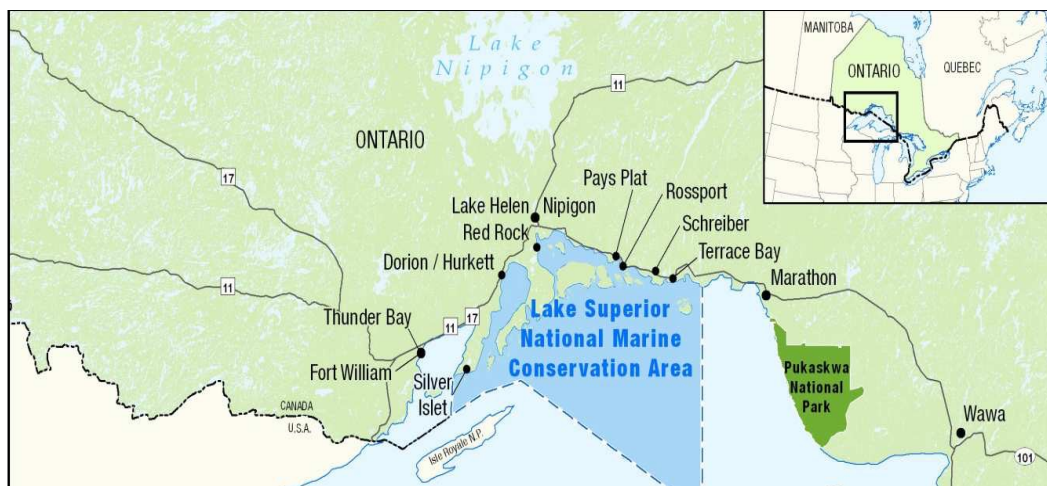 Lake
Nipigon
11
ONTARIO
17
Lake Helen
Nipigon
Red Rock
Dorion / Hurkett
Pays Plat
Rossport
Schreiber
Terrace Bay
Marathon
11
Thunder Bay
11
17
Fort William
Silver
Islet
Lake Superior
National Marine
Conservation Area
Pukaskwa
National
Park
CANADA
U.S.A.
Isle Royale N.P.
Wawa
101
MANITOBA
ONTARIO
QUEBEC